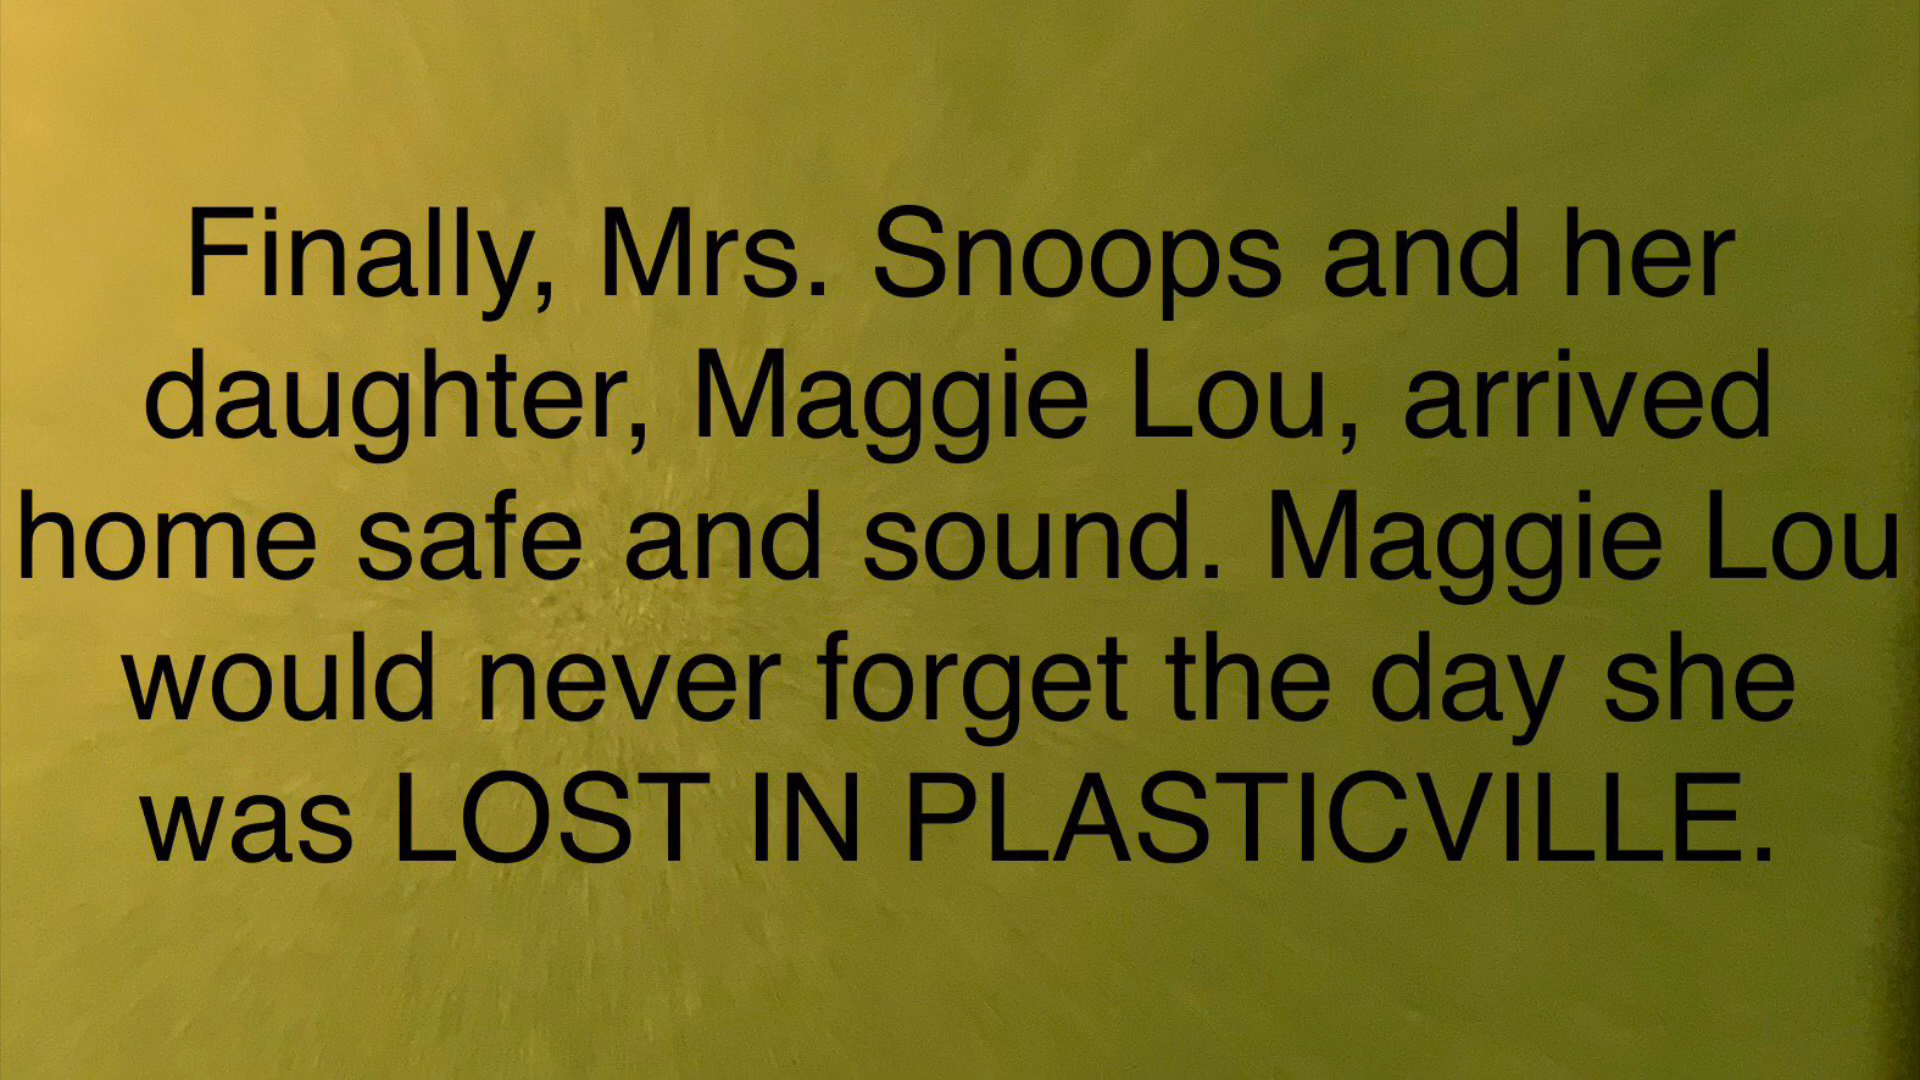 Finally, Mrs. Snoops and her
daughter, Maggie Lou, arrived
home safe and sound. Maggie Lou
would never forget the day she
was LOST IN PLASTICVILLE.